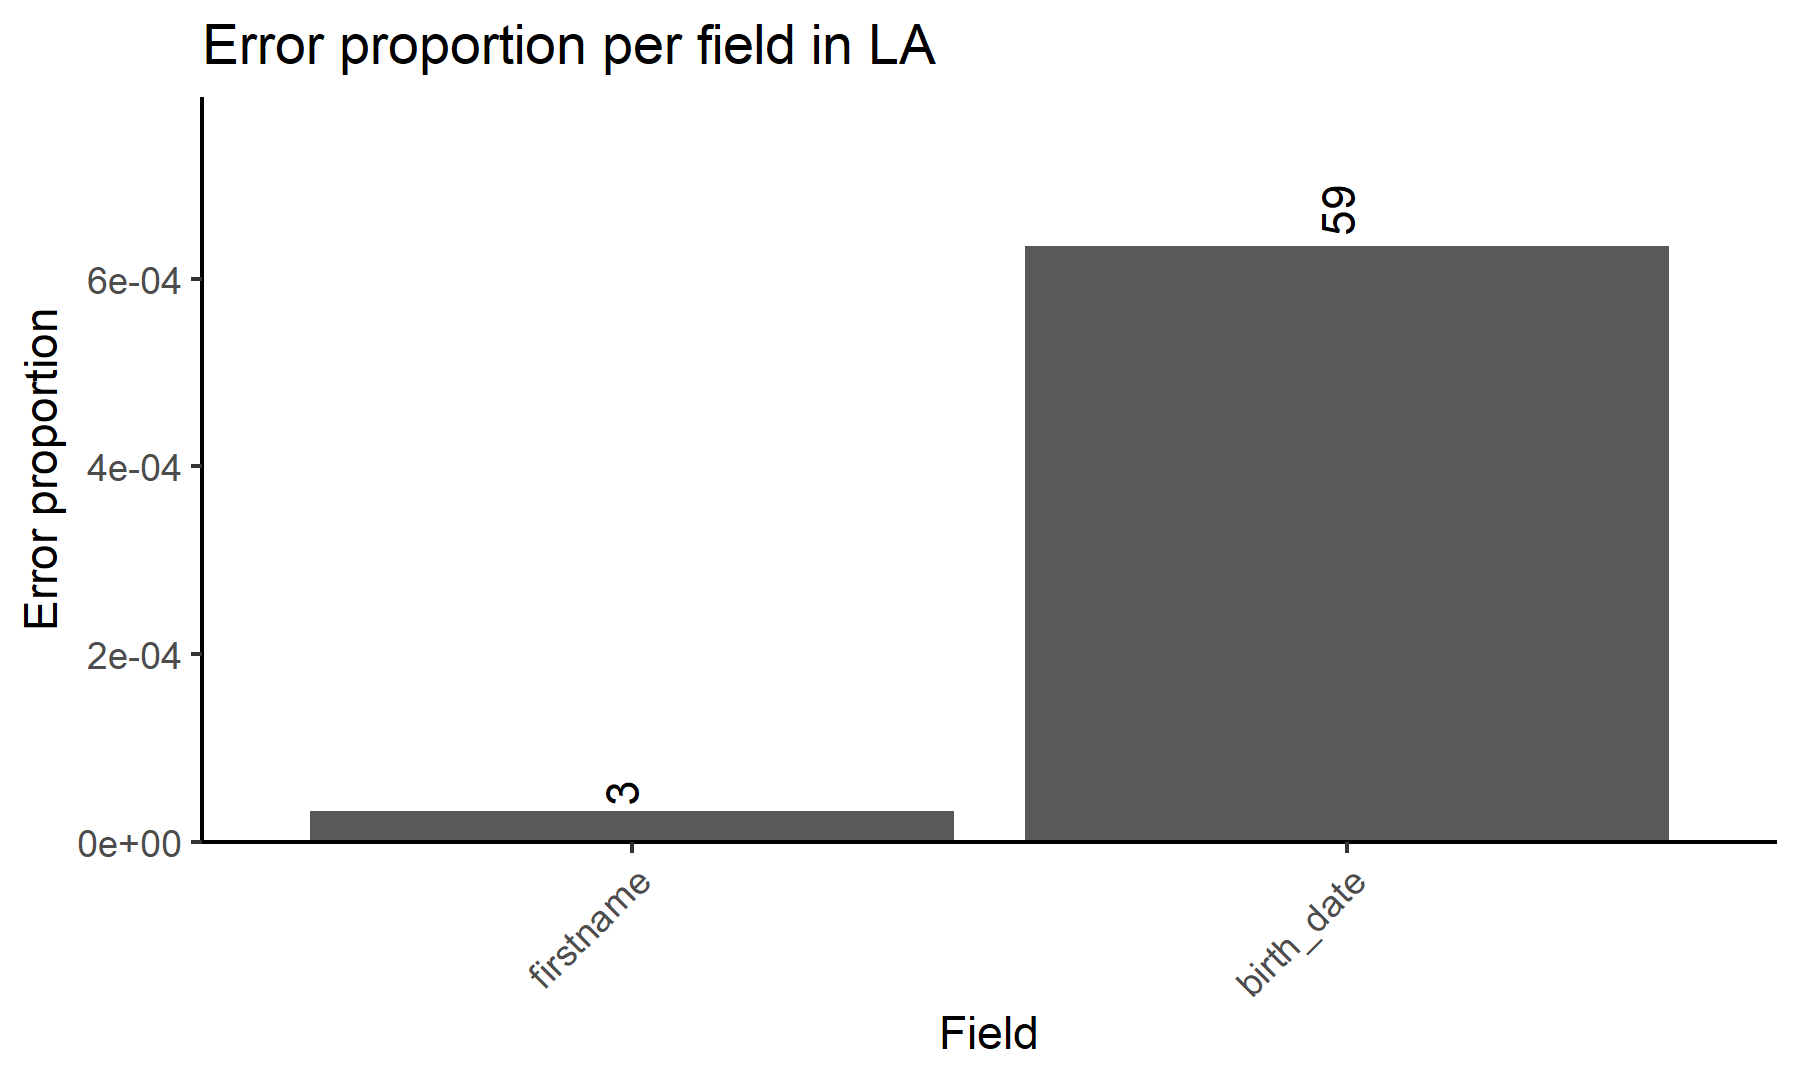 Error proportion per field in LA
Error proportion
6e-04
4e-04
2e-04
0e+00
3
59
firstname
birth_date
Field